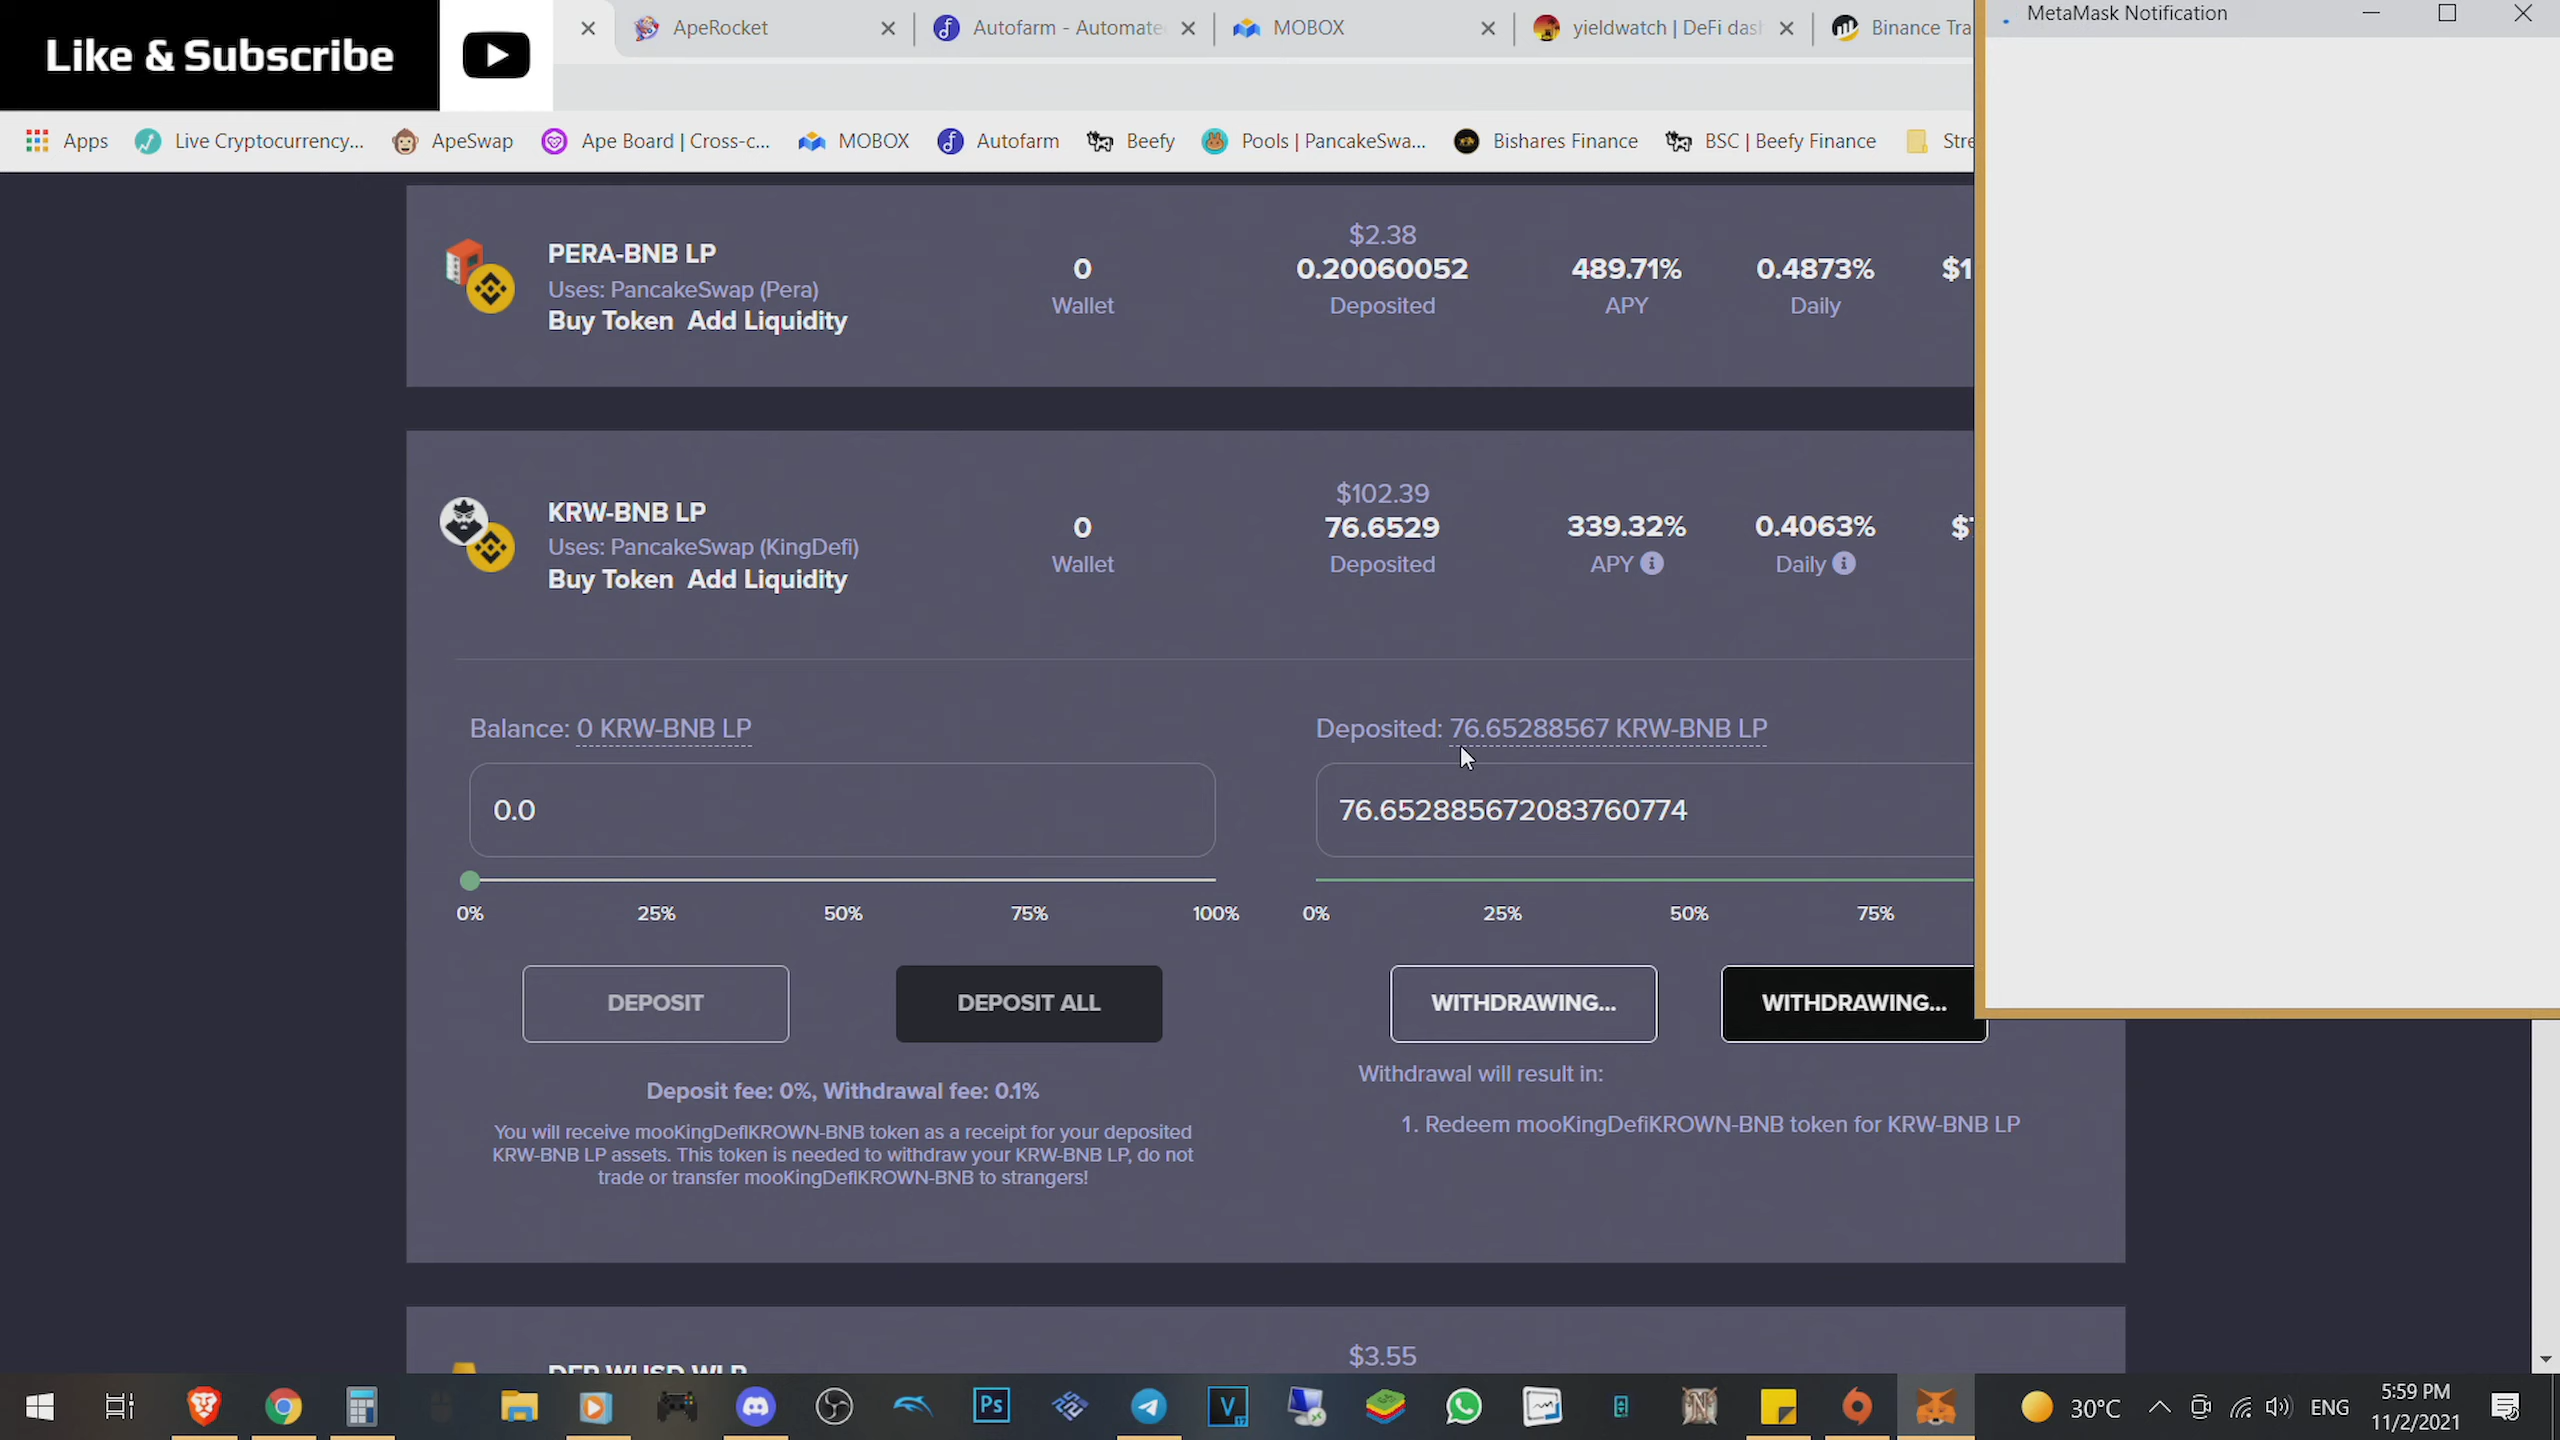 Like & Subscribe
ApeRocket
Autofarm - Automate
MOBOX
yieldwatch | DeFi das
Binance Tra
MetaMask Notification
Apps
Live Cryptocurrency...
ApeSwap
Ape Board | Cross-c...
MOBOX
Autofarm
Beefy
Pools | PancakeSwa...
Bishares Finance
BSC | Beefy Finance
Stre
PERA-BNB LP
Uses: PancakeSwap (Pera)
Buy Token Add Liquidity
0
Wallet
$2.38
0.20060052
Deposited
489.71%
APY
0.4873%
Daily
$1
KRW-BNB LP
Uses: PancakeSwap (KingDefi)
Buy Token Add Liquidity
0
Wallet
$102.39
76.6529
Deposited
339.32%
APY
0.4063%
Daily
Balance: 0 KRW-BNB LP
0.0
0% 25% 50% 75% 100%
DEPOSIT
DEPOSIT ALL
Deposit fee: 0%, Withdrawal fee: 0.1%
You will receive mooKingDefiKROWN-BNB token as a receipt for your deposited
KRW-BNB LP assets. This token is needed to withdraw your KRW-BNB LP, do not
trade or transfer mooKingDefiKROWN-BNB to strangers!
Deposited: 76.65288567 KRW-BNB LP
76.652885672083760774
0% 25% 50% 75%
WITHDRAWING...
WITHDRAWING...
Withdrawal will result in:
1. Redeem mooKingDefiKROWN-BNB token for KRW-BNB LP
$3.55
Ps
V
17
N
30°C
ENG
5:59 PM
11/2/2021